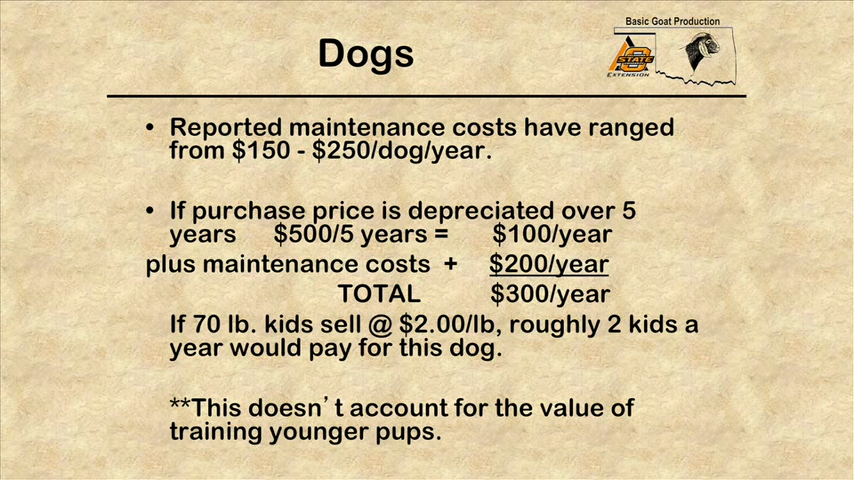 Basic Goat Production
Dogs
STATE
EXTENSION
• Reported maintenance costs have ranged
from $150 - $250/dog/year.
• If purchase price is depreciated over 5
years $500/5 years = $100/year
plus maintenance costs + $200/year
TOTAL $300/year
If 70 lb. kids sell @ $2.00/lb, roughly 2 kids a
year would pay for this dog.
**This doesn’t account for the value of
training younger pups.